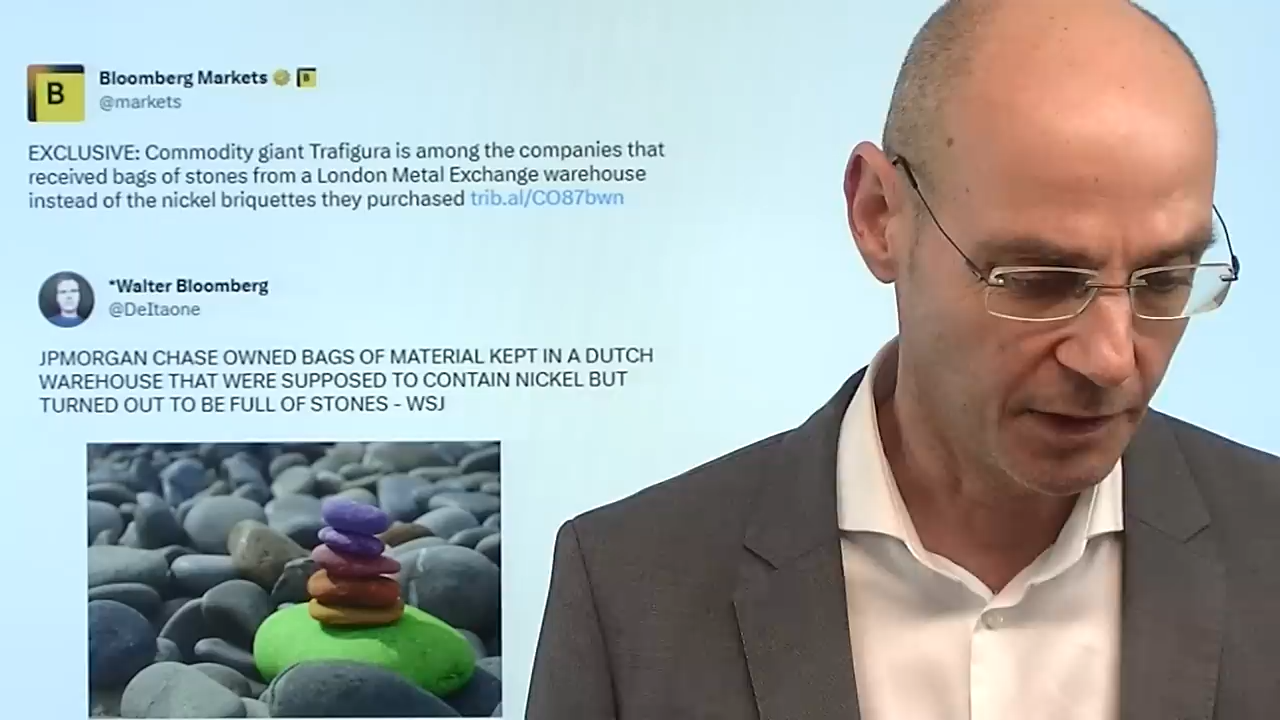 B
Bloomberg Markets B
@markets
EXCLUSIVE: Commodity giant Trafigura is among the companies that
received bags of stones from a London Metal Exchange warehouse
instead of the nickel briquettes they purchased trib.al/CO87bwn
*Walter Bloomberg
@DeItaone
JPMORGAN CHASE OWNED BAGS OF MATERIAL KEPT IN A DUTCH
WAREHOUSE THAT WERE SUPPOSED TO CONTAIN NICKEL BUT
TURNED OUT TO BE FULL OF STONES - WSJ